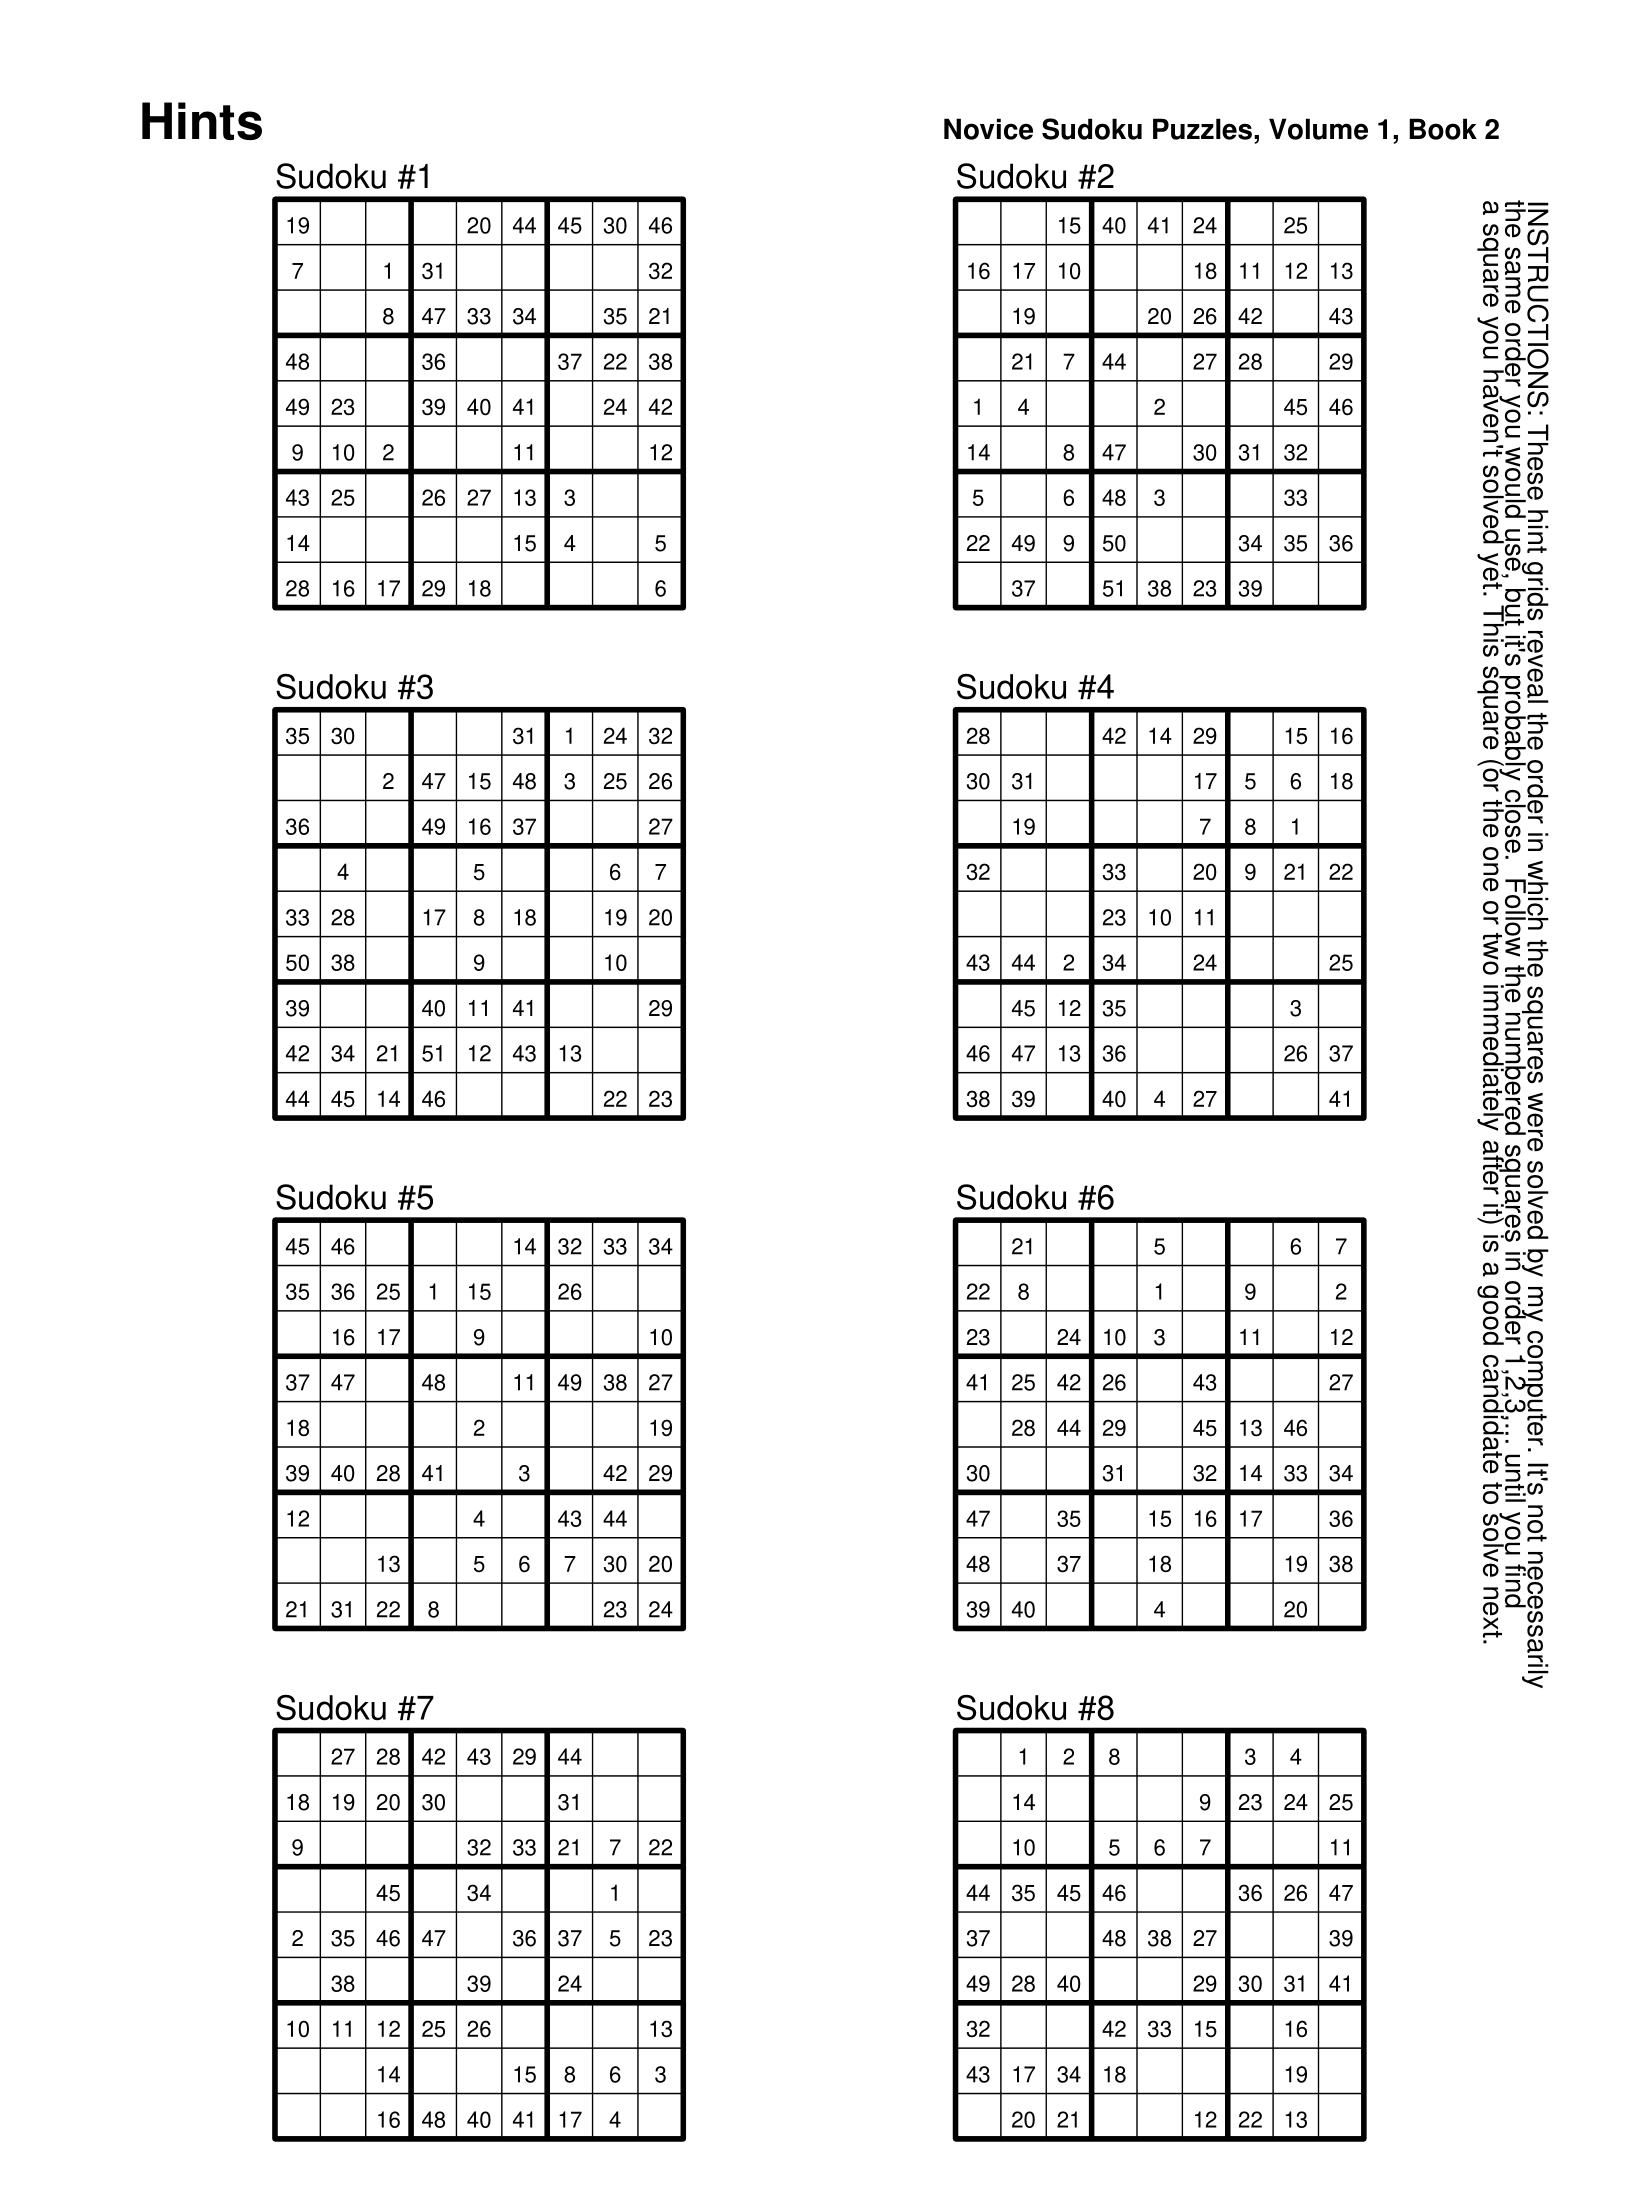 Hints
Novice Sudoku Puzzles, Volume 1, Book 2
Sudoku #1
19 20 44 45 30 46
7 1 31 32
8 47 33 34 35 21
48 36 37 22 38
49 23 39 40 41 24 42
9 10 2 11 12
43 25 26 27 13 3
14 15 4 5
28 16 17 29 18 6
Sudoku #2
15 40 41 24 25
16 17 10 18 11 12 13
19 20 26 42 43
21 7 44 27 28 29
1 4 2 45 46
14 8 47 30 31 32
5 6 48 3 33
22 49 9 50 34 35 36
37 51 38 23 39
Sudoku #3
35 30 31 1 24 32
2 47 15 48 3 25 26
36 49 16 37 27
4 5 6 7
33 28 17 8 18 19 20
50 38 9 10
39 40 11 41 29
42 34 21 51 12 43 13
44 45 14 46 22 23
Sudoku #4
28 42 14 29 15 16
30 31 17 5 6 18
19 7 8 1
32 33 20 9 21 22
23 10 11
43 44 2 34 24 25
45 12 35 3
46 47 13 36 26 37
38 39 40 4 27 41
Sudoku #5
45 46 14 32 33 34
35 36 25 1 15 26
16 17 9 10
37 47 48 11 49 38 27
18 2 19
39 40 28 41 3 42 29
12 4 43 44
13 5 6 7 30 20
21 31 22 8 23 24
Sudoku #6
21 5 6 7
22 8 1 9 2
23 24 10 3 11 12
41 25 42 26 43 27
28 44 29 45 13 46
30 31 32 14 33 34
47 35 15 16 17 36
48 37 18 19 38
39 40 4 20
Sudoku #7
27 28 42 43 29 44
18 19 20 30 31
9 32 33 21 7 22
45 34 1
2 35 46 47 36 37 5 23
38 39 24
10 11 12 25 26 13
14 15 8 6 3
16 48 40 41 17 4
Sudoku #8
1 2 8 3 4
14 9 23 24 25
10 5 6 7 11
44 35 45 46 36 26 47
37 48 38 27 39
49 28 40 29 30 31 41
32 42 33 15 16
43 17 34 18 19
20 21 12 22 13
INSTRUCTIONS: These hint grids reveal the order in which the squares were solved by my computer. It's not necessarily
the same order you would use, but it's probably close. Follow the numbered squares in order 1,2,3,... until you find
a square you haven't solved yet. This square (or the one or two immediately after it) is a good candidate to solve next.